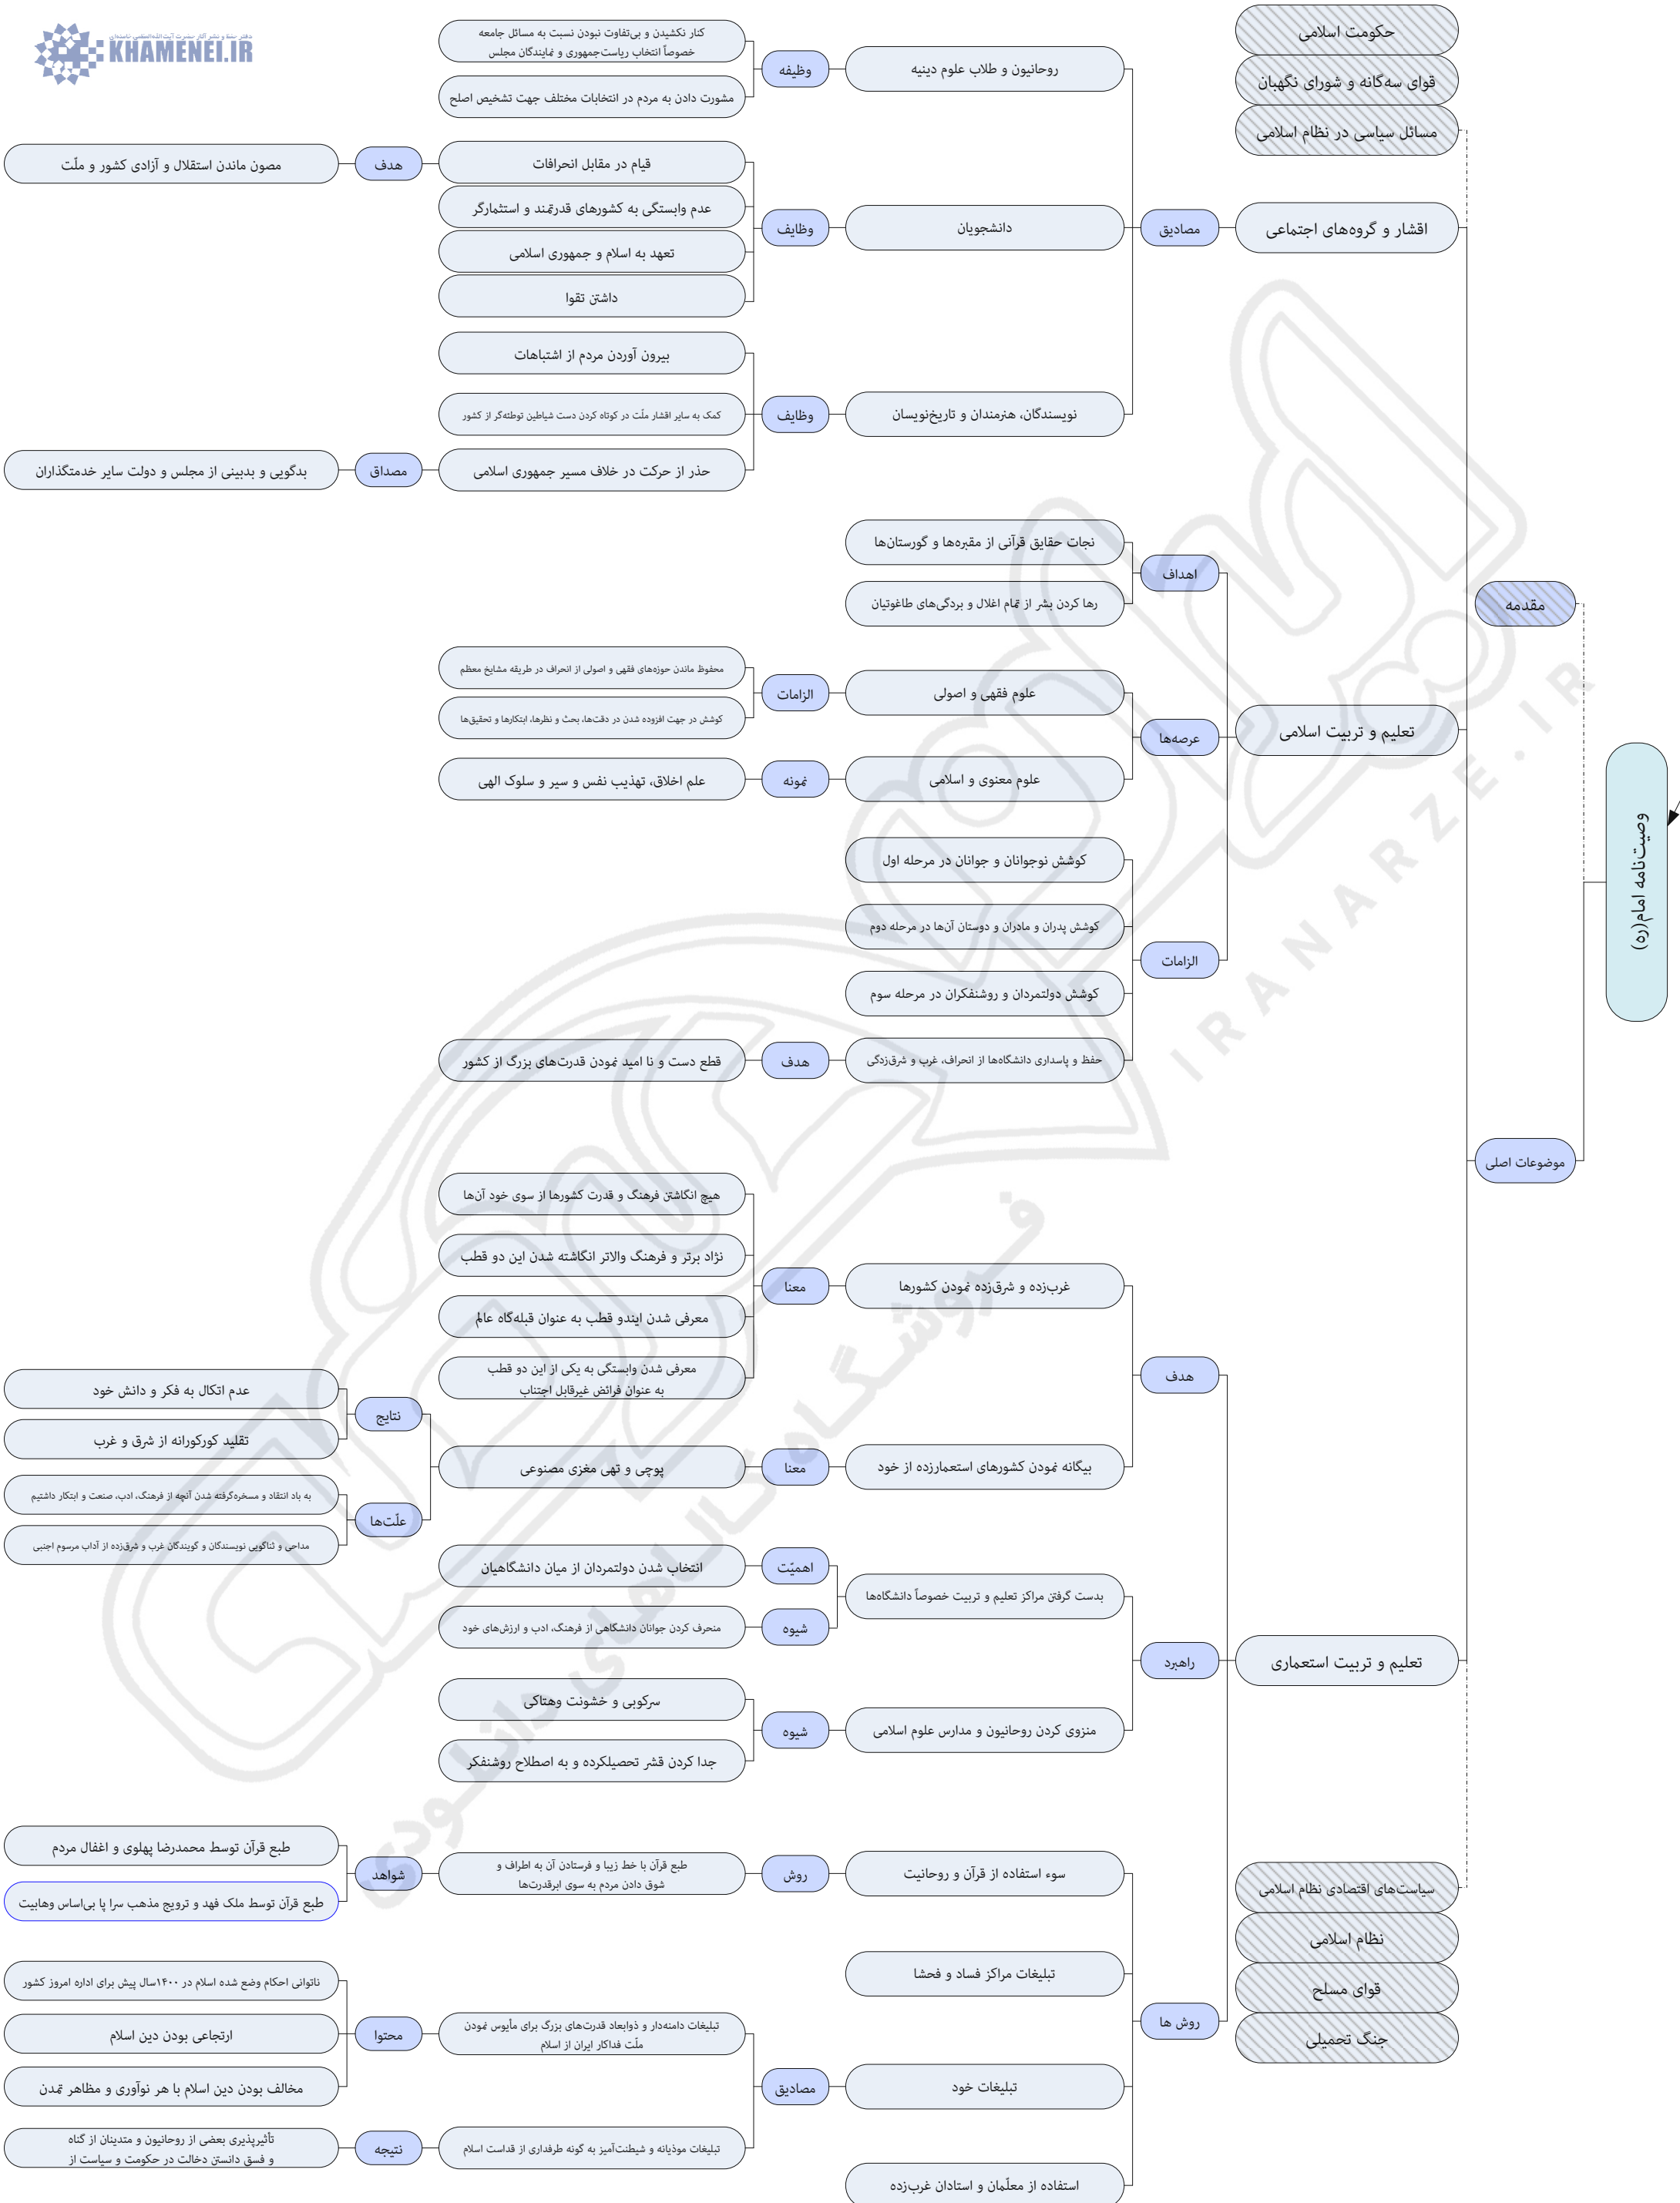 وصیت‌نامه امام(ره)
مقدمه
موضوعات اصلی
حکومت اسلامی
قوای سه‌گانه و شورای نگهبان
مسائل سیاسی در نظام اسلامی
اقشار و گروه‌های اجتماعی
مصادیق
روحانیون و طلاب علوم دینیه
وظیفه
کنار نکشیدن و بی‌تفاوت نبودن نسبت به مسائل جامعه
خصوصاً انتخاب ریاست‌جمهوری و نمایندگان مجلس
مشورت دادن به مردم در انتخابات مختلف جهت تشخیص اصلح
دانشجویان
وظایف
قیام در مقابل انحرافات
هدف
مصون ماندن استقلال و آزادی کشور و ملّت
عدم وابستگی به کشورهای قدرتمند و استثمارگر
تعهد به اسلام و جمهوری اسلامی
داشتن تقوا
نویسندگان، هنرمندان و تاریخ‌نویسان
وظایف
بیرون آوردن مردم از اشتباهات
کمک به سایر اقشار ملّت در کوتاه کردن دست شیاطین توطئه‌گر از کشور
حذر از حرکت در خلاف مسیر جمهوری اسلامی
مصداق
بدگویی و بدبینی از مجلس و دولت سایر خدمتگذاران
تعلیم و تربیت اسلامی
اهداف
نجات حقایق قرآنی از مقبره‌ها و گورستان‌ها
رها کردن بشر از تمام اغلال و بردگی‌های طاغوتیان
عرصه‌ها
علوم فقهی و اصولی
الزامات
محفوظ ماندن حوزه‌های فقهی و اصولی از انحراف در طریقه مشایخ معظم
کوشش در جهت افزوده شدن در دقت‌ها، بحث و نظرها، ابتکارها و تحقیق‌ها
علوم معنوی و اسلامی
نمونه
علم اخلاق، تهذیب نفس و سیر و سلوک الهی
الزامات
کوشش نوجوانان و جوانان در مرحله اول
کوشش پدران و مادران و دوستان آن‌ها در مرحله دوم
کوشش دولتمردان و روشنفکران در مرحله سوم
حفظ و پاسداری دانشگاه‌ها از انحراف، غرب و شرق‌زدگی
هدف
قطع دست و نا امید نمودن قدرت‌های بزرگ از کشور
تعلیم و تربیت استعماری
هدف
غرب‌زده و شرق‌زده نمودن کشورها
معنا
هیچ انگاشتن فرهنگ و قدرت کشورها از سوی خود آن‌ها
نژاد برتر و فرهنگ والاتر انگاشته شدن این دو قطب
معرفی شدن ایندو قطب به عنوان قبله‌گاه عالم
معرفی شدن وابستگی به یکی از این دو قطب
به عنوان فرائض غیرقابل اجتناب
بیگانه نمودن کشورهای استعمارزده از خود
معنا
پوچی و تهی مغزی مصنوعی
نتایج
عدم اتکال به فکر و دانش خود
تقلید کورکورانه از شرق و غرب
علّت‌ها
به باد انتقاد و مسخره‌گرفته شدن آنچه از فرهنگ، ادب، صنعت و ابتکار داشتیم
مداحی و ثناگویی نویسندگان و گویندگان غرب و شرق‌زده از آداب مرسوم اجنبی
راهبرد
بدست گرفتن مراکز تعلیم و تربیت خصوصاً دانشگاه‌ها
اهمیّت
انتخاب شدن دولتمردان از میان دانشگاهیان
شیوه
منحرف کردن جوانان دانشگاهی از فرهنگ، ادب و ارزش‌های خود
منزوی کردن روحانیون و مدارس علوم اسلامی
شیوه
سرکوبی و خشونت وهتاکی
جدا کردن قشر تحصیلکرده و به اصطلاح روشنفکر
روش ها
سوء استفاده از قرآن و روحانیت
روش
طبع قرآن با خط زیبا و فرستادن آن به اطراف و
شوق دادن مردم به سوی ابرقدرت‌ها
شواهد
طبع قرآن توسط محمدرضا پهلوی و اغفال مردم
طبع قرآن توسط ملک فهد و ترویج مذهب سرا پا بی‌اساس وهابیت
تبلیغات مراکز فساد و فحشا
تبلیغات خود
مصادیق
تبلیغات دامنه‌دار و ذوابعاد قدرت‌های بزرگ برای مأیوس نمودن
ملّت فداکار ایران از اسلام
محتوا
ناتوانی احکام وضع شده اسلام در ۱۴۰۰سال پیش برای اداره امروز کشور
ارتجاعی بودن دین اسلام
مخالف بودن دین اسلام با هر نوآوری و مظاهر تمدن
تبلیغات موذیانه و شیطنت‌آمیز به گونه طرفداری از قداست اسلام
نتیجه
تأثیرپذیری بعضی از روحانیون و متدینان از گناه
و فسق دانستن دخالت در حکومت و سیاست از
استفاده از معلّمان و استادان غرب‌زده
سیاست‌های اقتصادی نظام اسلامی
نظام اسلامی
قوای مسلح
جنگ تحمیلی
دفتر حفظ و نشر آثار حضرت آیت‌الله‌العظمی خامنه‌ای
KHAMENEI.IR
ایران عرضه
IRANARZE.IR
فروشگاه کالاهای دانلودی